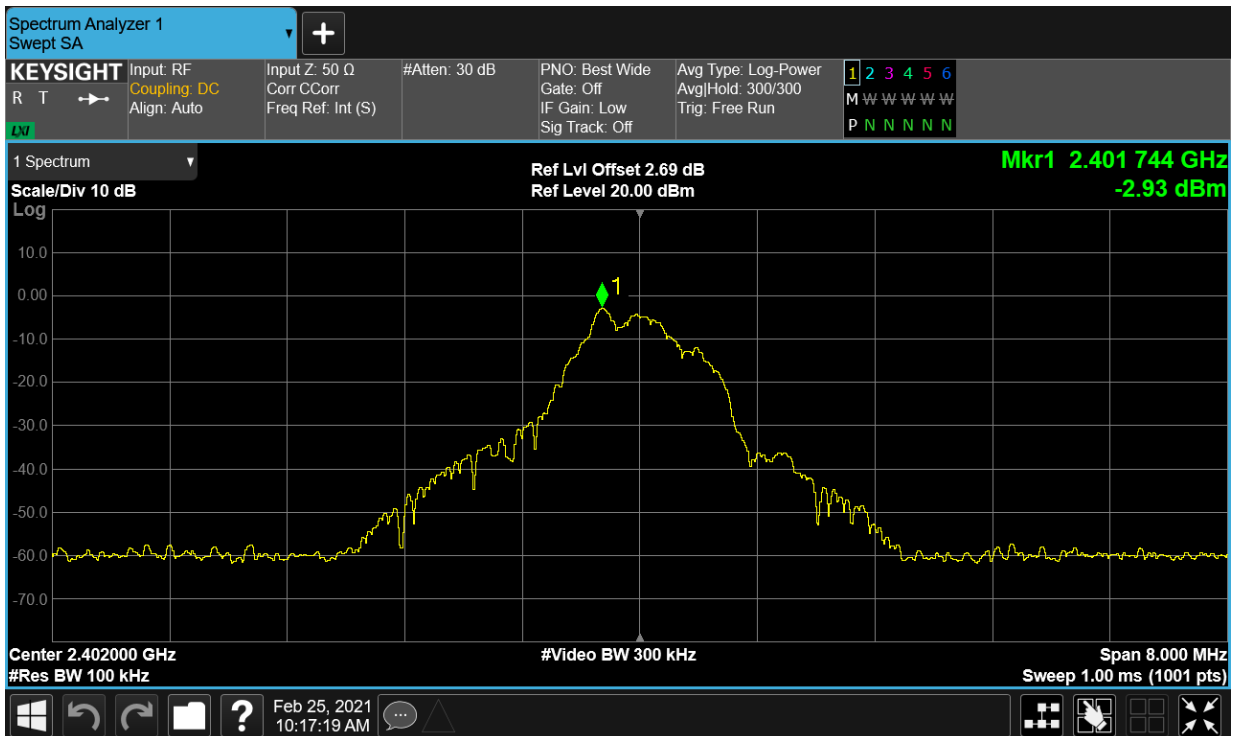 Spectrum Analyzer 1
Swept SA
KEYSIGHT
R T
LXI
Input: RF
Coupling: DC
Align: Auto
Input Z: 50 Ω
Corr CCorr
Freq Ref: Int (S)
#Atten: 30 dB
PNO: Best Wide
Gate: Off
IF Gain: Low
Sig Track: Off
Avg Type: Log-Power
Avg|Hold: 300/300
Trig: Free Run
1 2 3 4 5 6
M W W W W W
P N N N N N
1 Spectrum
Scale/Div 10 dB
Log
Ref Lvl Offset 2.69 dB
Ref Level 20.00 dBm
Mkr1 2.401 744 GHz
-2.93 dBm
10.0
0.00
-10.0
-20.0
-30.0
-40.0
-50.0
-60.0
-70.0
1
Center 2.402000 GHz
#Res BW 100 kHz
#Video BW 300 kHz
Span 8.000 MHz
Sweep 1.00 ms (1001 pts)
?
Feb 25, 2021
10:17:19 AM